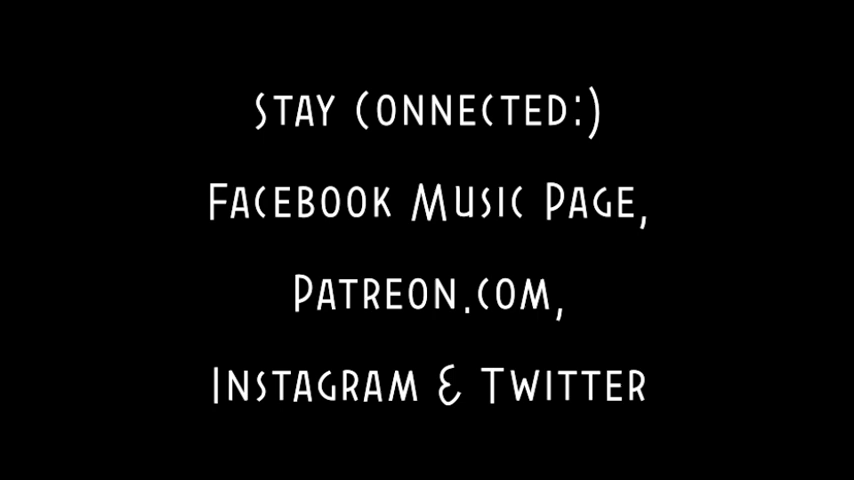 Stay Connected:)
Facebook Music Page,
Patreon.com,
Instagram & Twitter